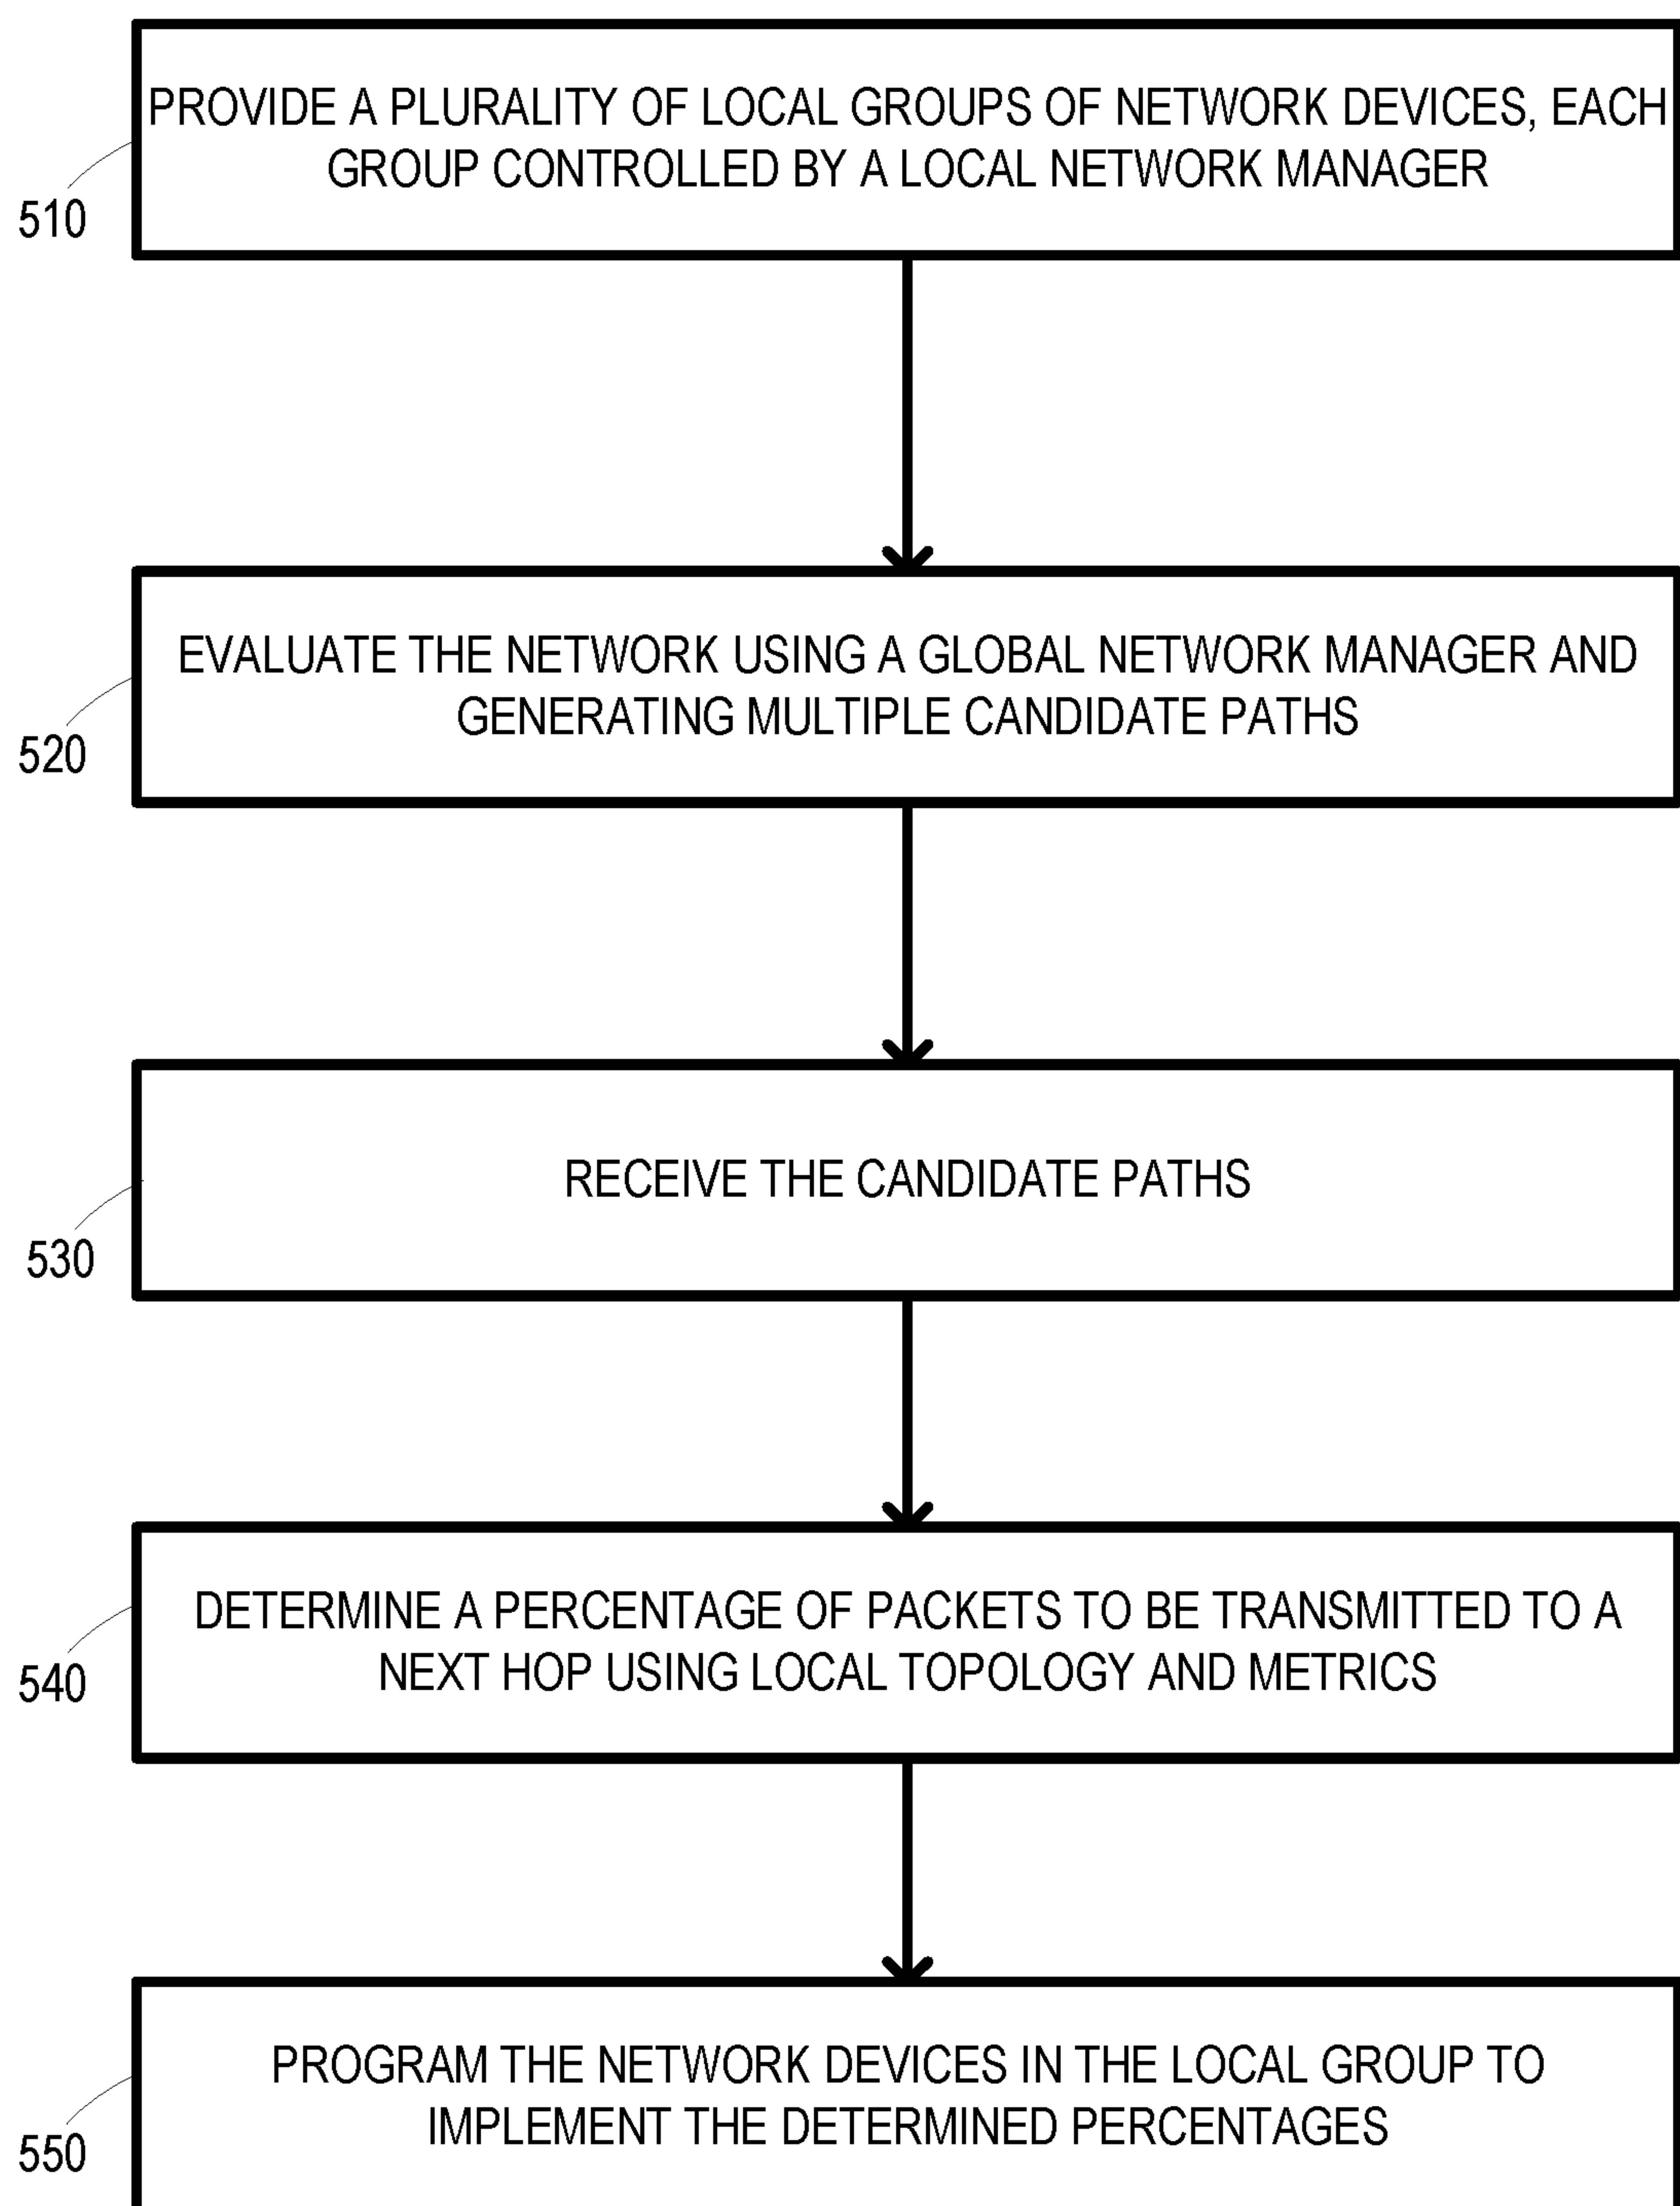 PROVIDE A PLURALITY OF LOCAL GROUPS OF NETWORK DEVICES, EACH
GROUP CONTROLLED BY A LOCAL NETWORK MANAGER
510
EVALUATE THE NETWORK USING A GLOBAL NETWORK MANAGER AND
GENERATING MULTIPLE CANDIDATE PATHS
520
RECEIVE THE CANDIDATE PATHS
530
DETERMINE A PERCENTAGE OF PACKETS TO BE TRANSMITTED TO A
NEXT HOP USING LOCAL TOPOLOGY AND METRICS
540
PROGRAM THE NETWORK DEVICES IN THE LOCAL GROUP TO
IMPLEMENT THE DETERMINED PERCENTAGES
550